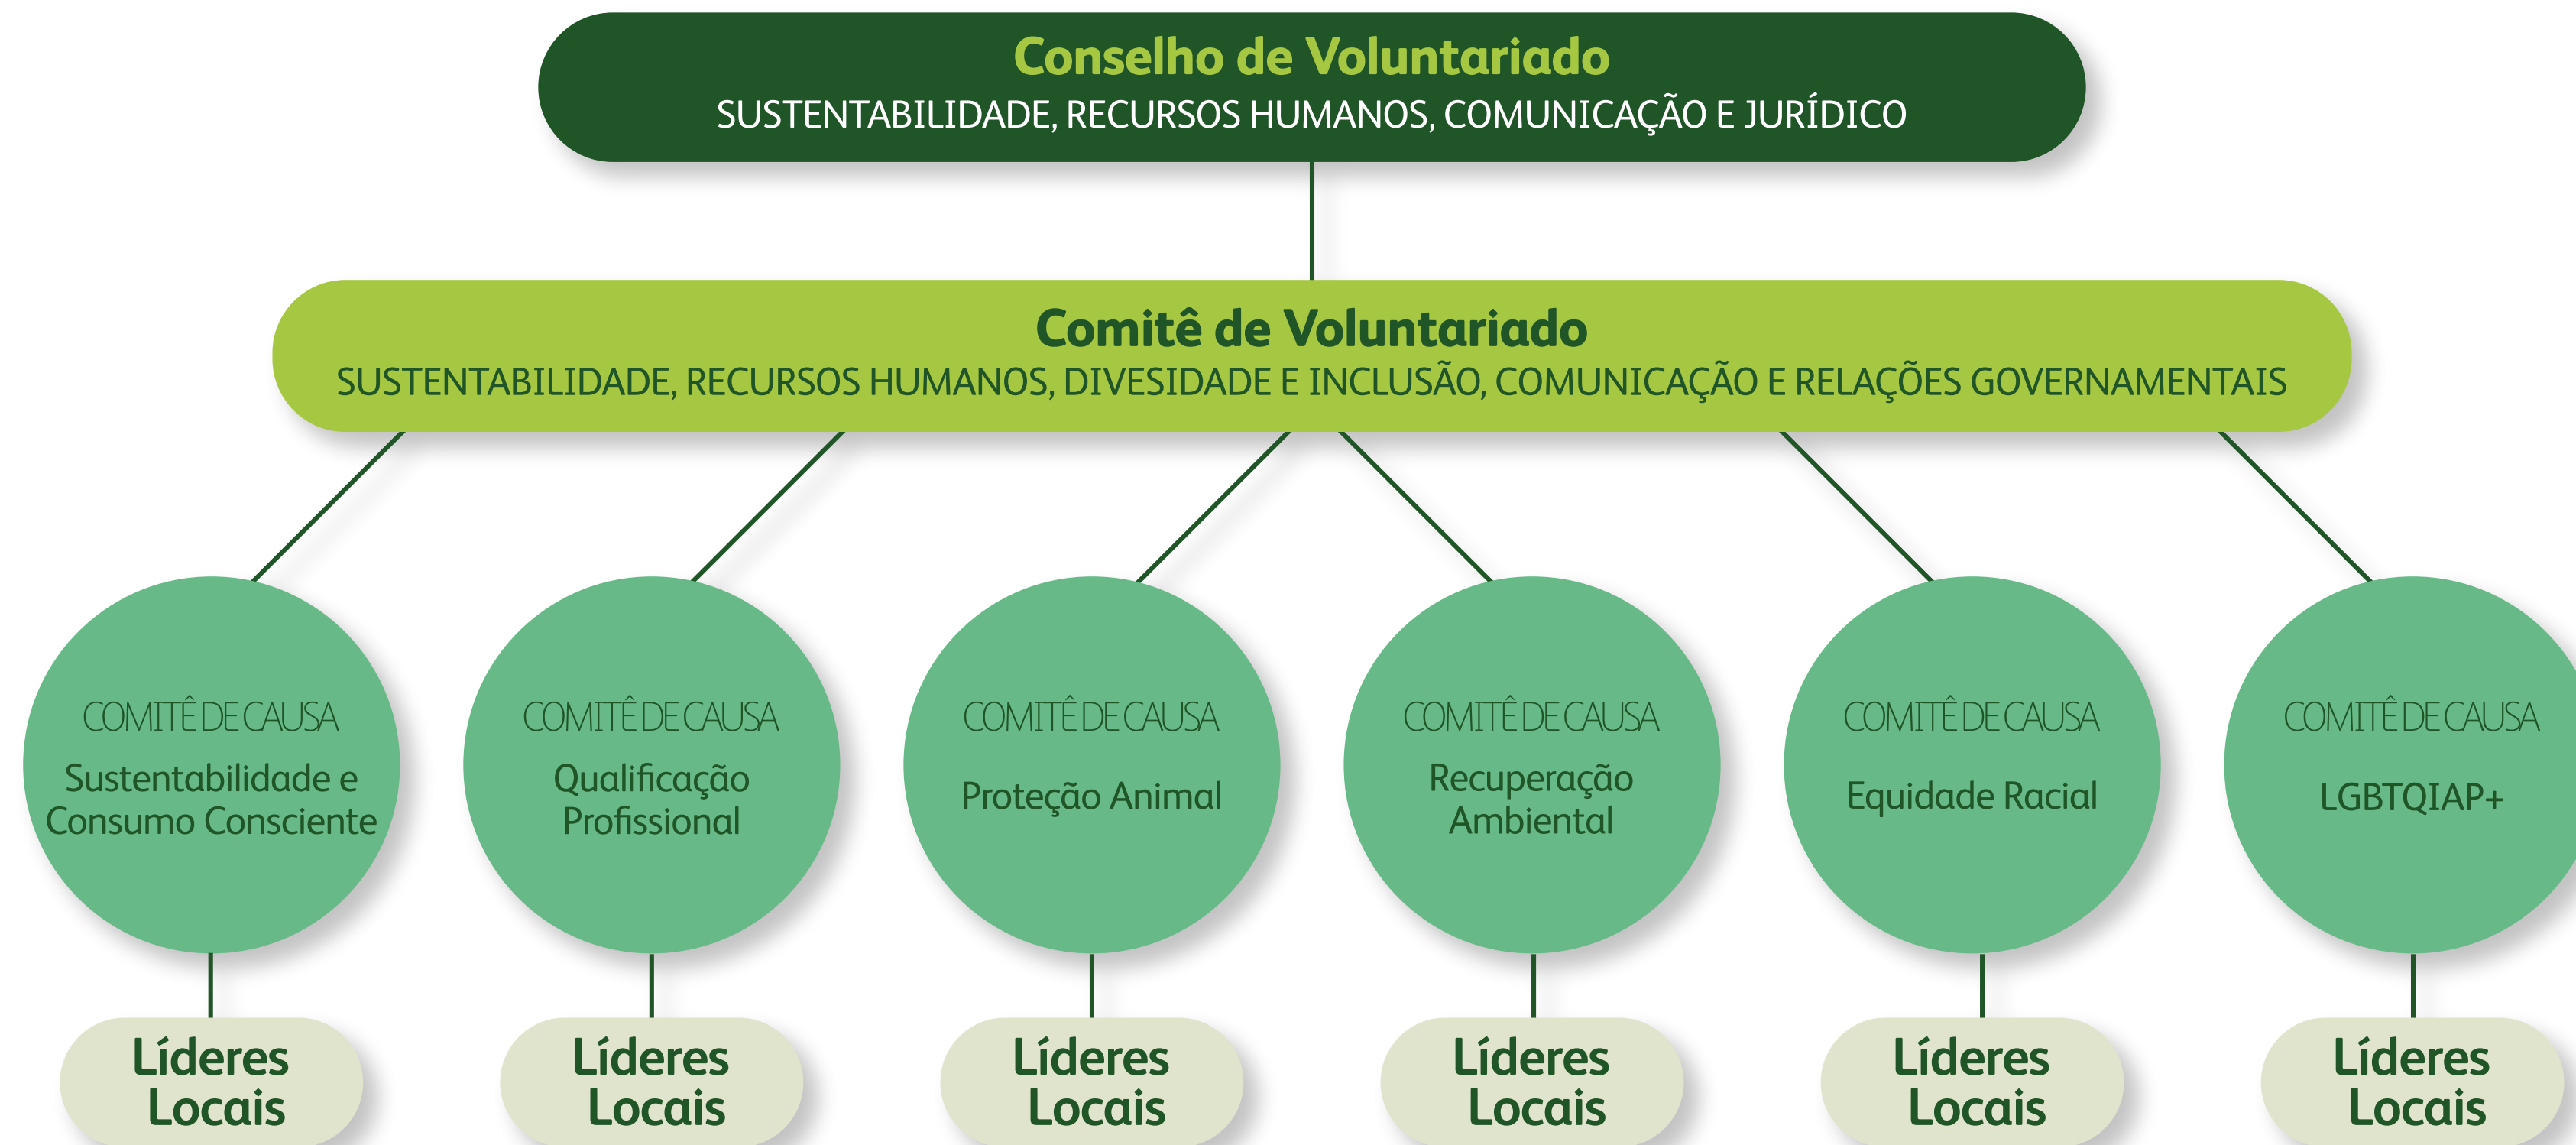 Conselho de Voluntariado
SUSTENTABILIDADE, RECURSOS HUMANOS, COMUNICAÇÃO E JURÍDICO
Comitê de Voluntariado
SUSTENTABILIDADE, RECURSOS HUMANOS, DIVESIDADE E INCLUSÃO, COMUNICAÇÃO E RELAÇÕES GOVERNAMENTAIS
COMITÊ DE CAUSA
Sustentabilidade e
Consumo Consciente
COMITÊ DE CAUSA
Qualificação
Profissional
COMITÊ DE CAUSA
Proteção Animal
COMITÊ DE CAUSA
Recuperação
Ambiental
COMITÊ DE CAUSA
Equidade Racial
COMITÊ DE CAUSA
LGBTQIAP+
Líderes
Locais
Líderes
Locais
Líderes
Locais
Líderes
Locais
Líderes
Locais
Líderes
Locais